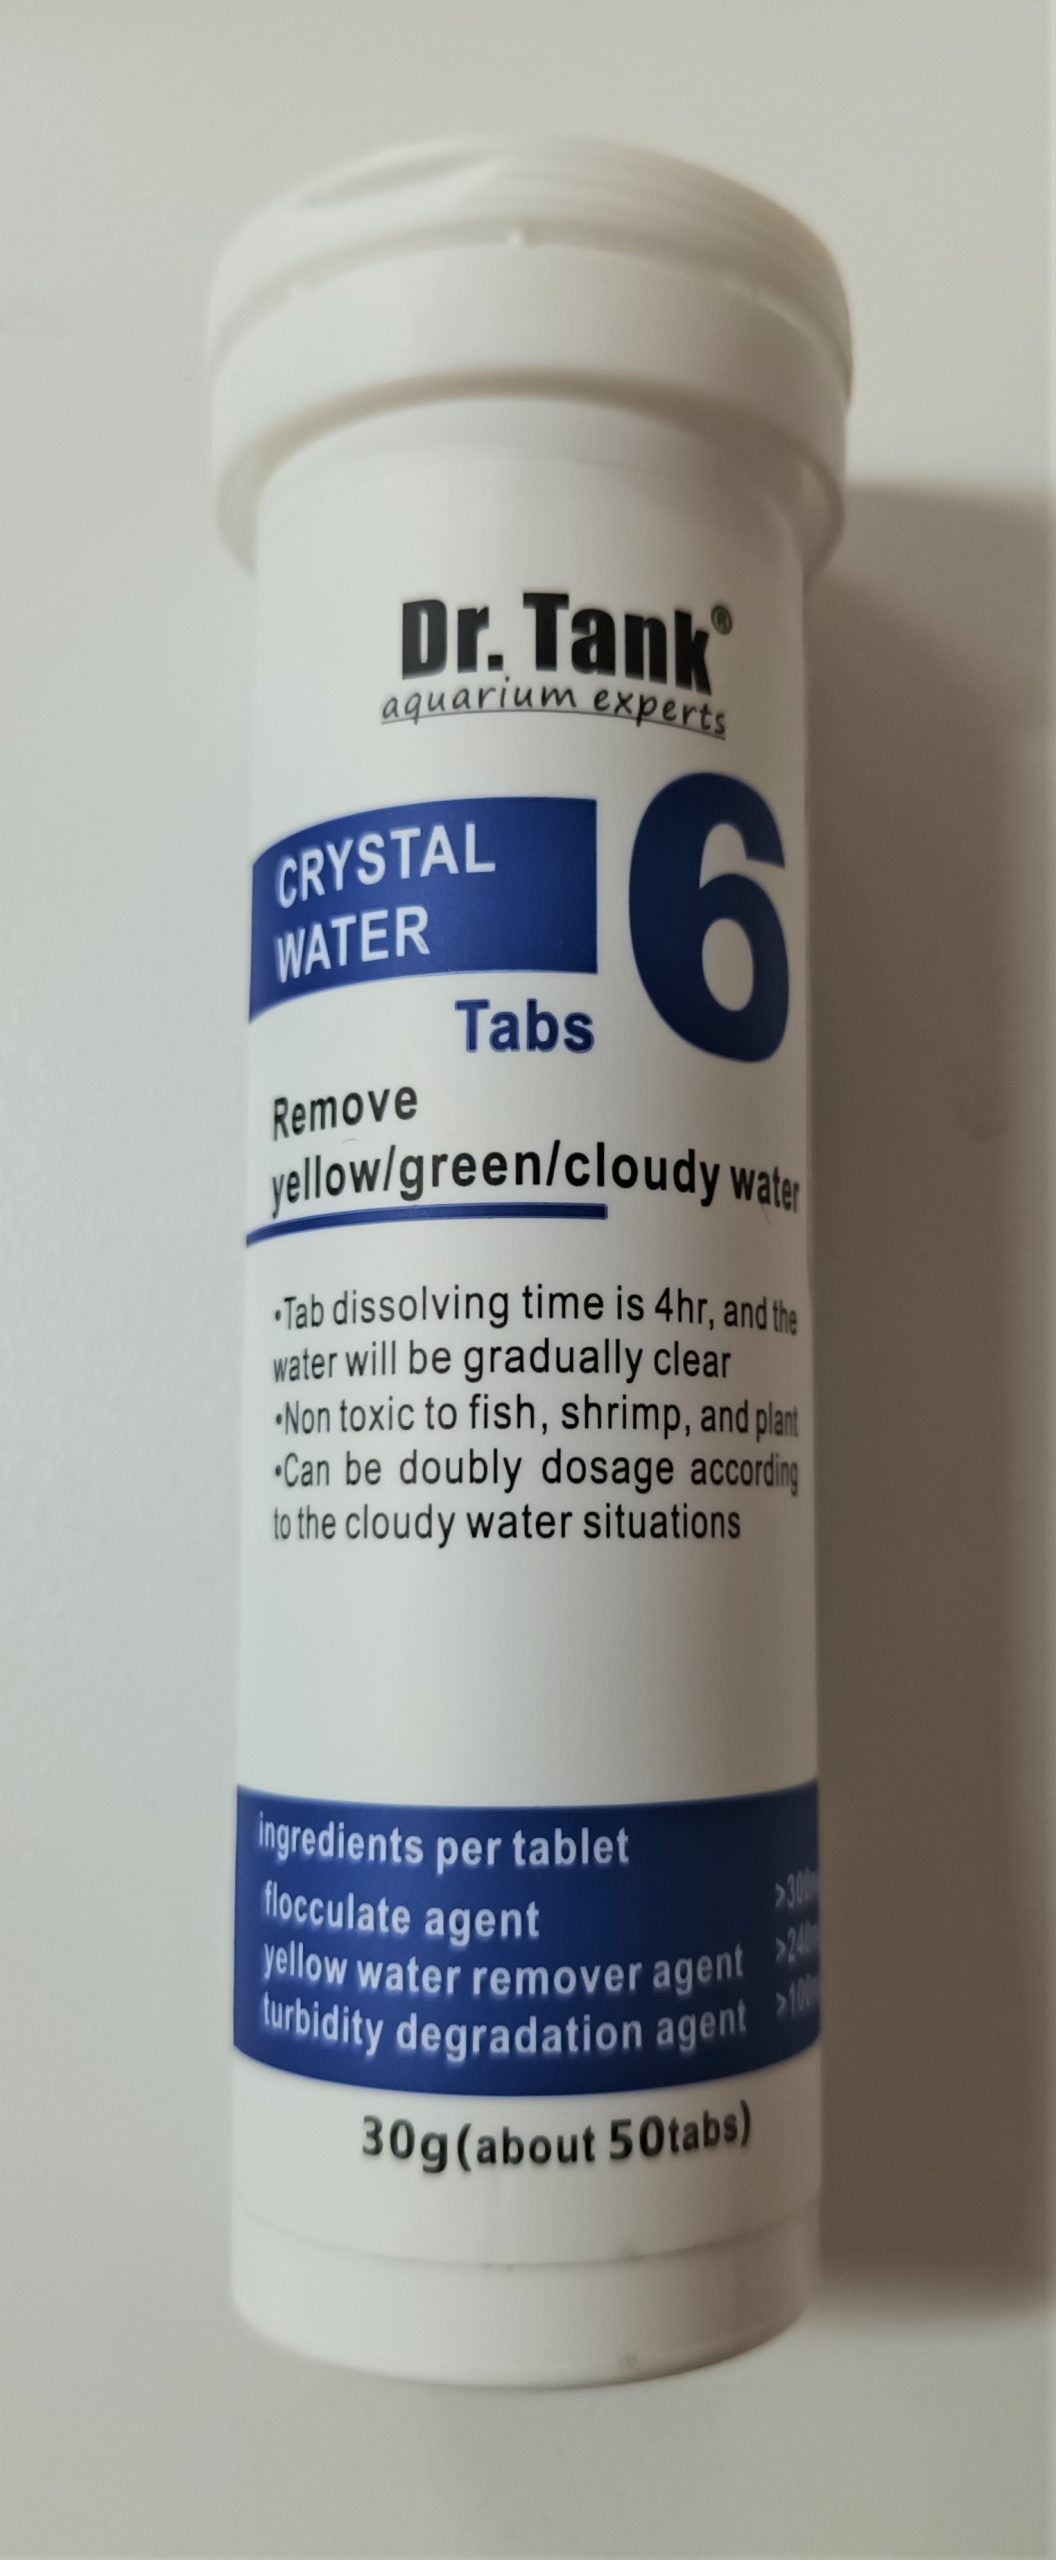 Dr. Tank®
aquarium experts
CRYSTAL
WATER
6
Tabs
Remove
yellow/green/cloudy water
•Tab dissolving time is 4hr, and the
water will be gradually clear
•Non toxic to fish, shrimp, and plant
•Can be doubly dosage according
to the cloudy water situations
ingredients per tablet
flocculate agent
yellow water remover agent
turbidity degradation agent
30g(about 50tabs)